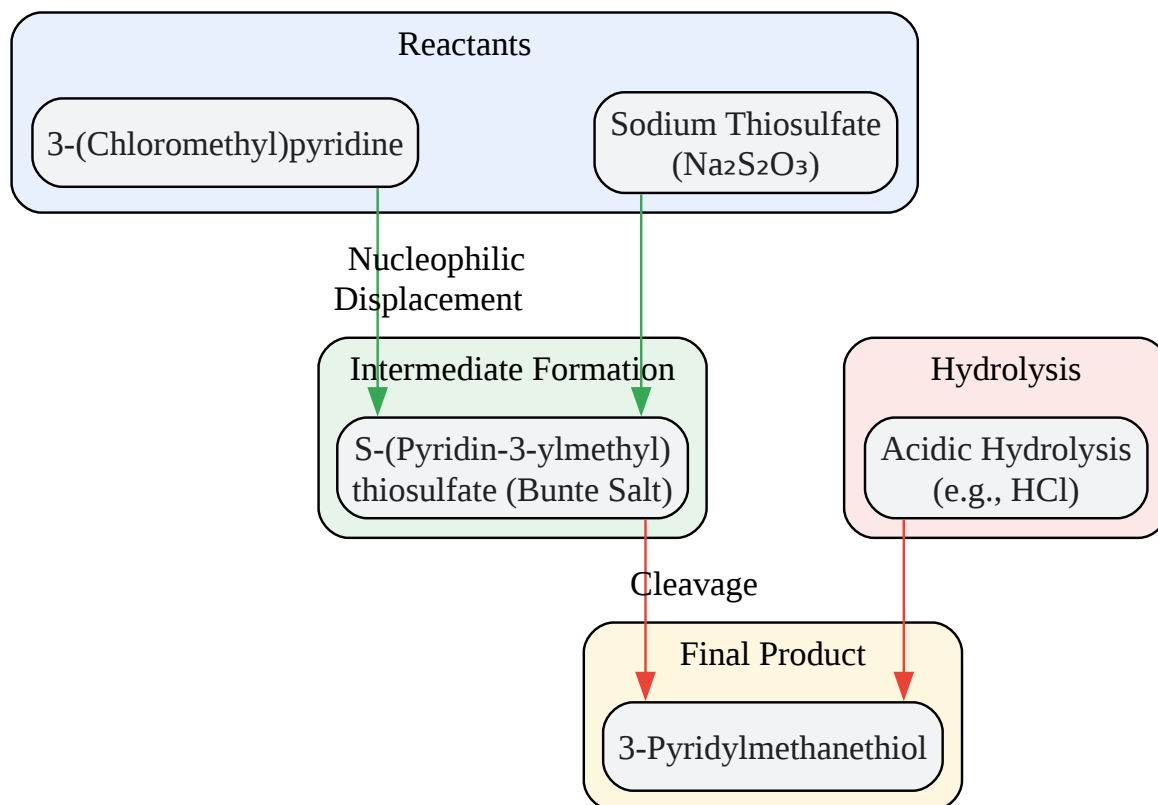 Reactants
3-(Chloromethyl)pyridine
Sodium Thiosulfate
(Na₂S₂O₃)
Nucleophilic
Displacement
Intermediate Formation
Hydrolysis
S-(Pyridin-3-ylmethyl)
thiosulfate (Bunte Salt)
Acidic Hydrolysis
(e.g., HCl)
Cleavage
Final Product
3-Pyridylmethanethiol